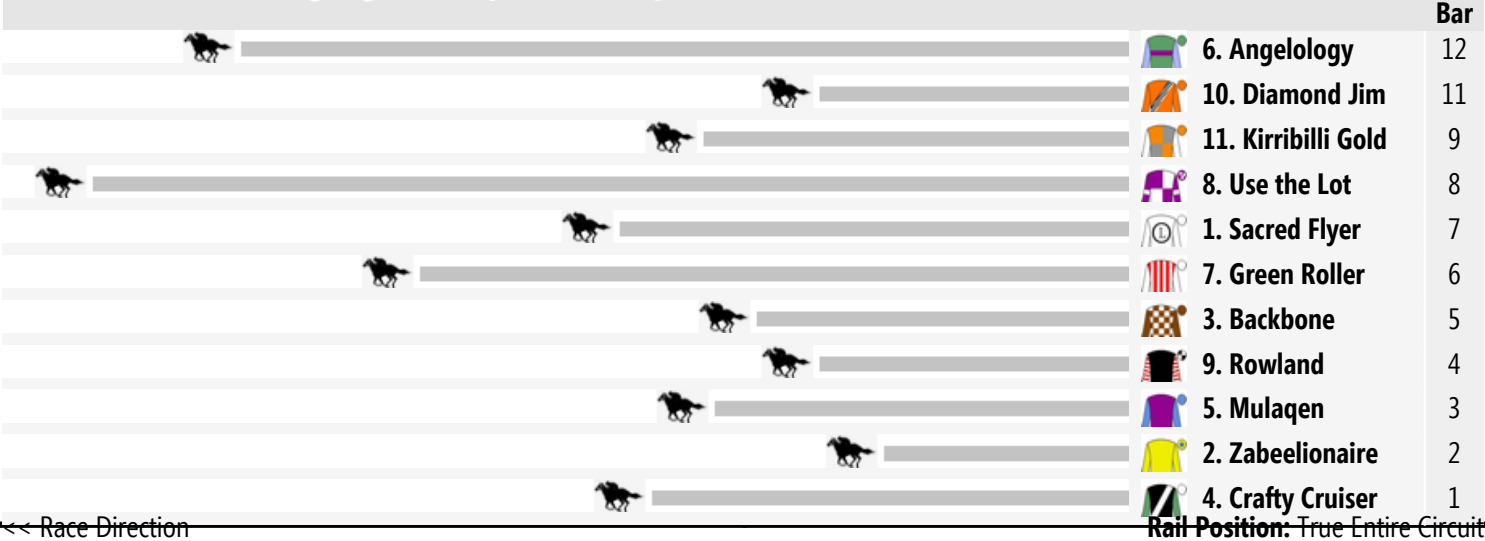 Bar
6. Angelology 12
10. Diamond Jim 11
11. Kirribilli Gold 9
8. Use the Lot 8
1. Sacred Flyer 7
7. Green Roller 6
3. Backbone 5
9. Rowland 4
5. Mulaqen 3
2. Zabeelionaire 2
4. Crafty Cruiser 1
<< Race Direction Rail Position: True Entire Circuit